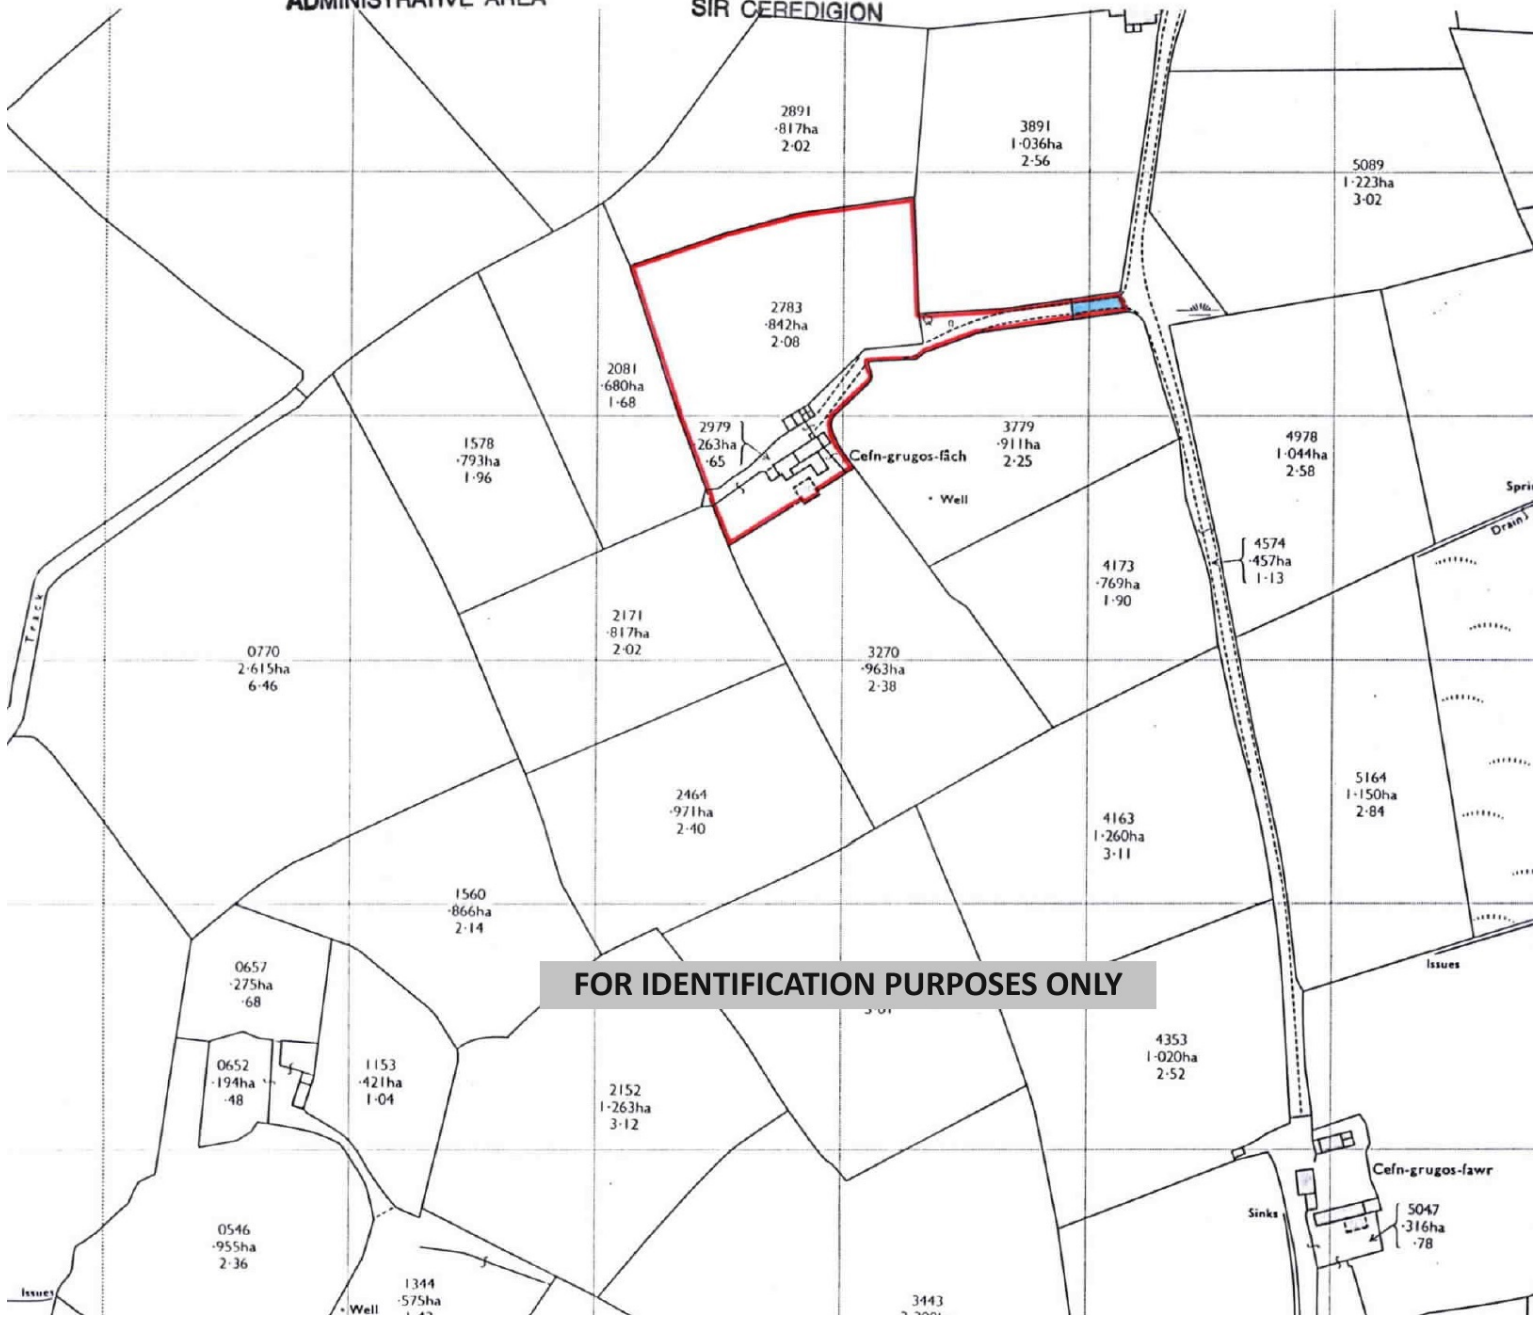 ADMINISTRATIVE AREA
SIR CEREDIGION
2891
·817ha
2·02
3891
1·036ha
2·56
5089
1·223ha
3·02
2783
·842ha
2·08
2081
·680ha
1·68
1578
·793ha
1·96
2979
·263ha
·65
Cefn-grugos-fâch
3779
·911ha
2·25
4978
1·044ha
2·58
Well
Drain
4574
·457ha
1·13
4173
·769ha
1·90
Track
2171
·817ha
2·02
0770
2·615ha
6·46
3270
·963ha
2·38
2464
·971ha
2·40
5164
1·150ha
2·84
4163
1·260ha
3·11
1560
·866ha
2·14
0657
·275ha
·68
FOR IDENTIFICATION PURPOSES ONLY
Issues
4353
1·020ha
2·52
0652
·194ha
·48
1153
·421ha
1·04
2152
1·263ha
3·12
Cefn-grugos-fawr
Sinks
5047
·316ha
·78
0546
·955ha
2·36
Issues
1344
·575ha
Well
3443